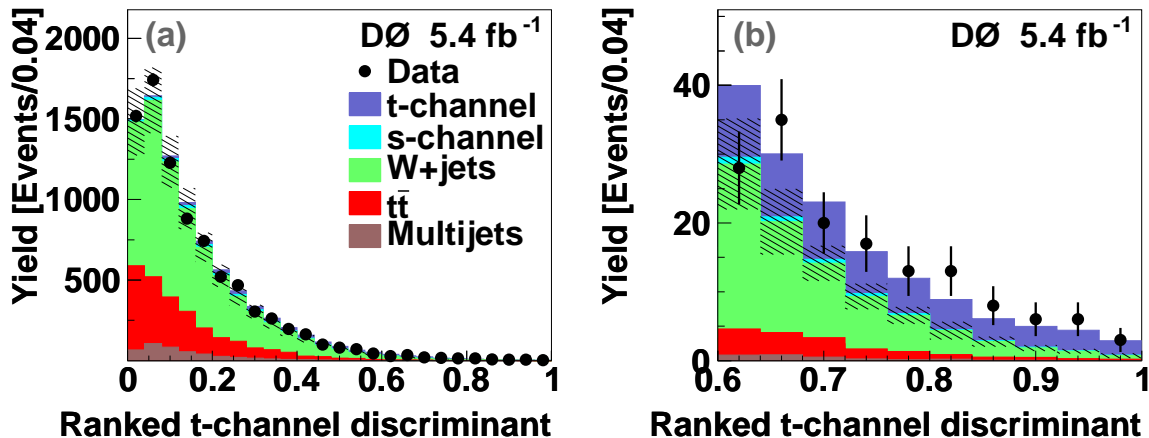 Yield [Events/0.04]
2000
1500
1000
500
(a)
DØ 5.4 fb⁻¹
Data
t-channel
s-channel
W+jets
tt̄
Multijets
0 0.2 0.4 0.6 0.8 1
Ranked t-channel discriminant
Yield [Events/0.04]
40
20
0
(b)
DØ 5.4 fb⁻¹
0.6 0.7 0.8 0.9 1
Ranked t-channel discriminant